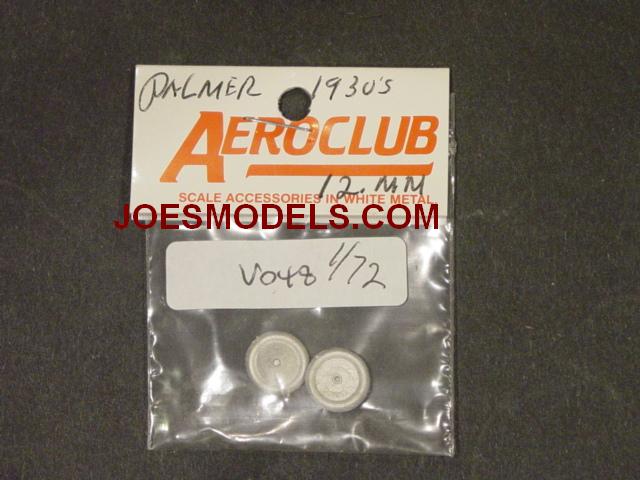 PALMER 1930's
AEROCLUB
12.MM
SCALE ACCESSORIES IN WHITE METAL
JOESMODELS.COM
V048 1/72